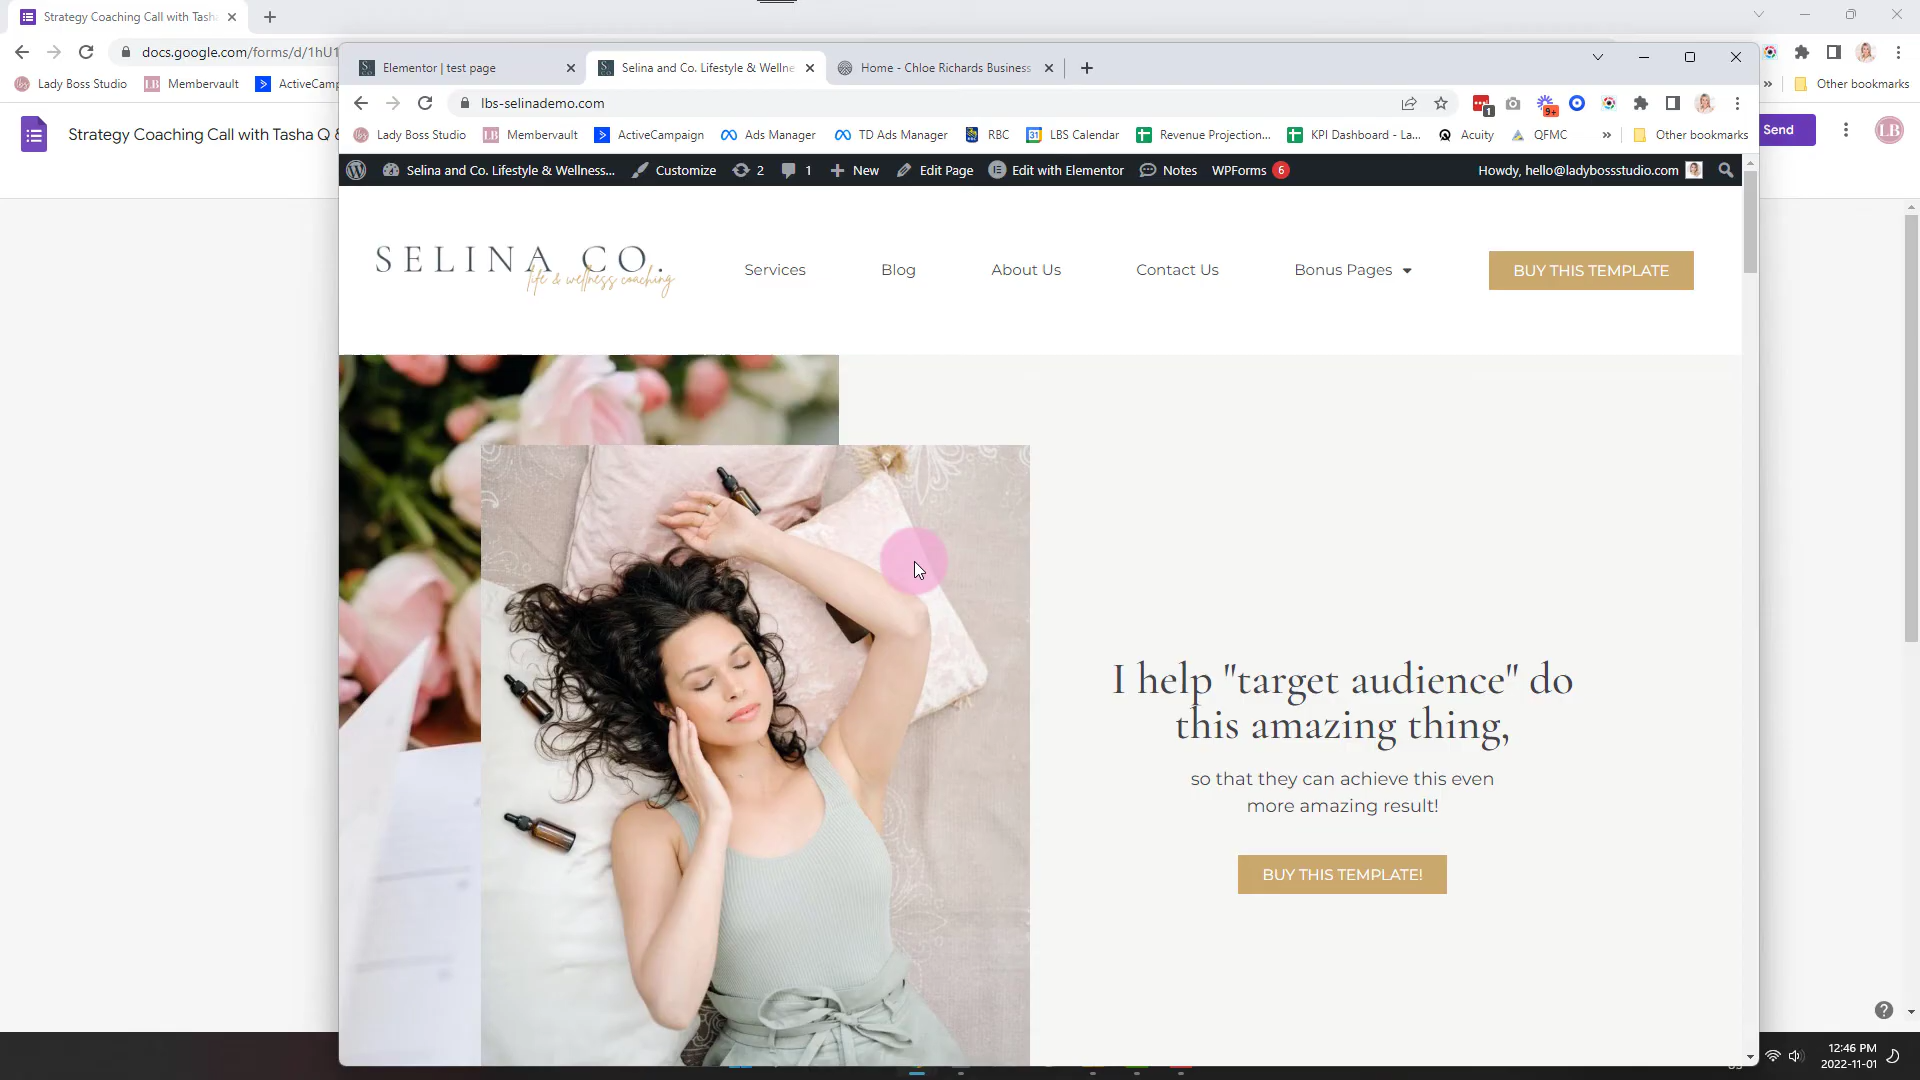 Strategy Coaching Call with Tash
docs.google.com/forms/d/1hU1
Lady Boss Studio
Membervault
ActiveCamp
Other bookmarks
Strategy Coaching Call with Tasha Q &
Send
LB
Elementor | test page
Selina and Co. Lifestyle & Wellne
Home - Chloe Richards Business
lbs-selinademo.com
1
9+
Lady Boss Studio
Membervault
ActiveCampaign
Ads Manager
TD Ads Manager
RBC
LBS Calendar
Revenue Projection...
KPI Dashboard - La...
Acuity
QFMC
»
Other bookmarks
Selina and Co. Lifestyle & Wellness...
Customize
2
1
New
Edit Page
Edit with Elementor
Notes
WPForms 6
Howdy, hello@ladybossstudio.com
SELINA CO.
life & wellness coaching
Services
Blog
About Us
Contact Us
Bonus Pages
BUY THIS TEMPLATE
I help "target audience" do
this amazing thing,
so that they can achieve this even
more amazing result!
BUY THIS TEMPLATE!
12:46 PM
2022-11-01